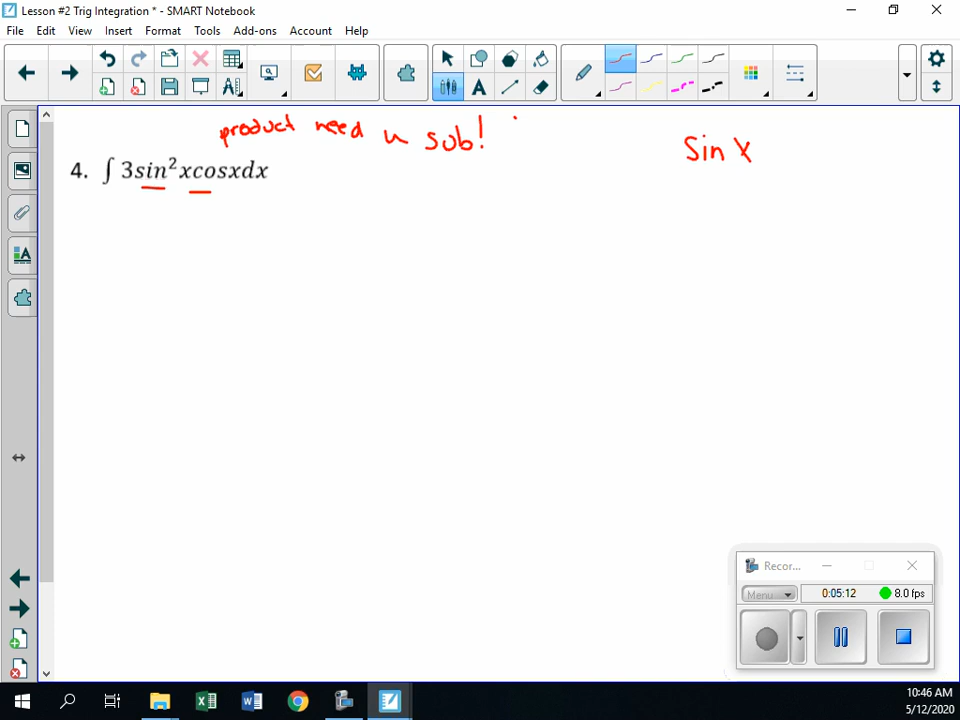 Lesson #2 Trig Integration * - SMART Notebook
File Edit View Insert Format Tools Add-ons Account Help
product need u sub!
sin x
4. ∫ 3sin²xcosxdx
Recor...
Menu
0:05:12
8.0 fps
10:46 AM
5/12/2020